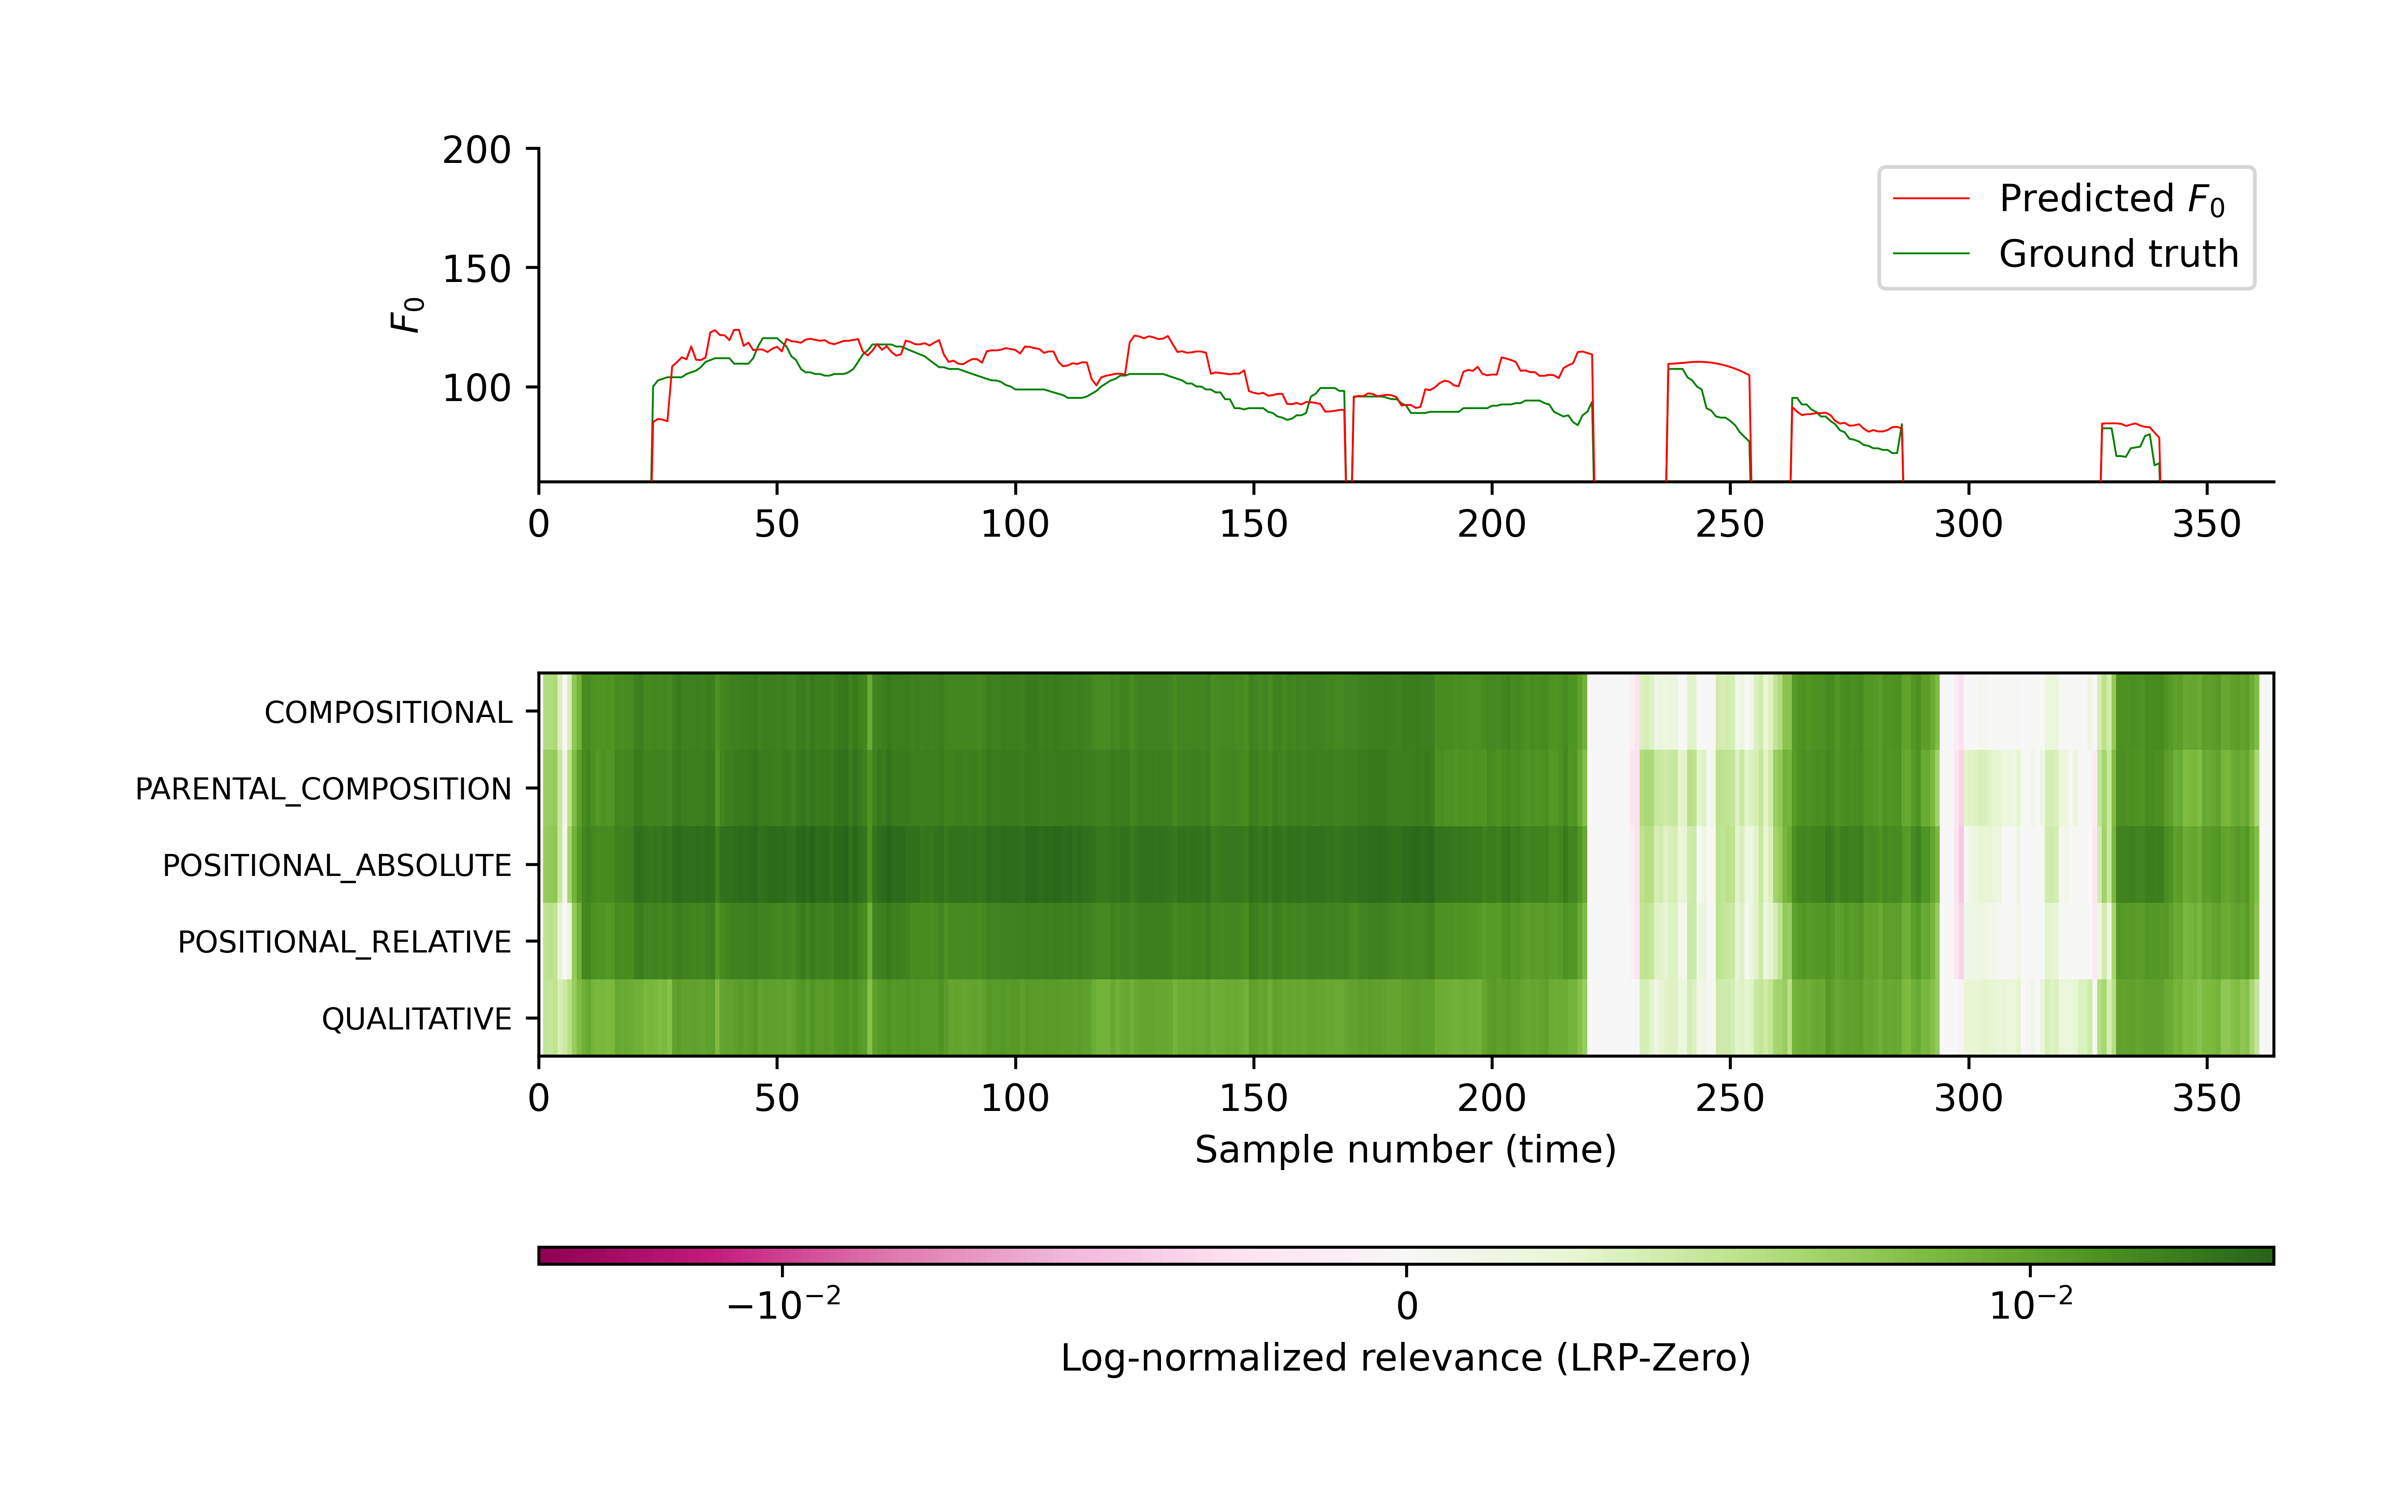 200
150
100
F₀
Predicted F₀
Ground truth
0 50 100 150 200 250 300 350
COMPOSITIONAL
PARENTAL_COMPOSITION
POSITIONAL_ABSOLUTE
POSITIONAL_RELATIVE
QUALITATIVE
0 50 100 150 200 250 300 350
Sample number (time)
−10⁻² 0 10⁻²
Log-normalized relevance (LRP-Zero)